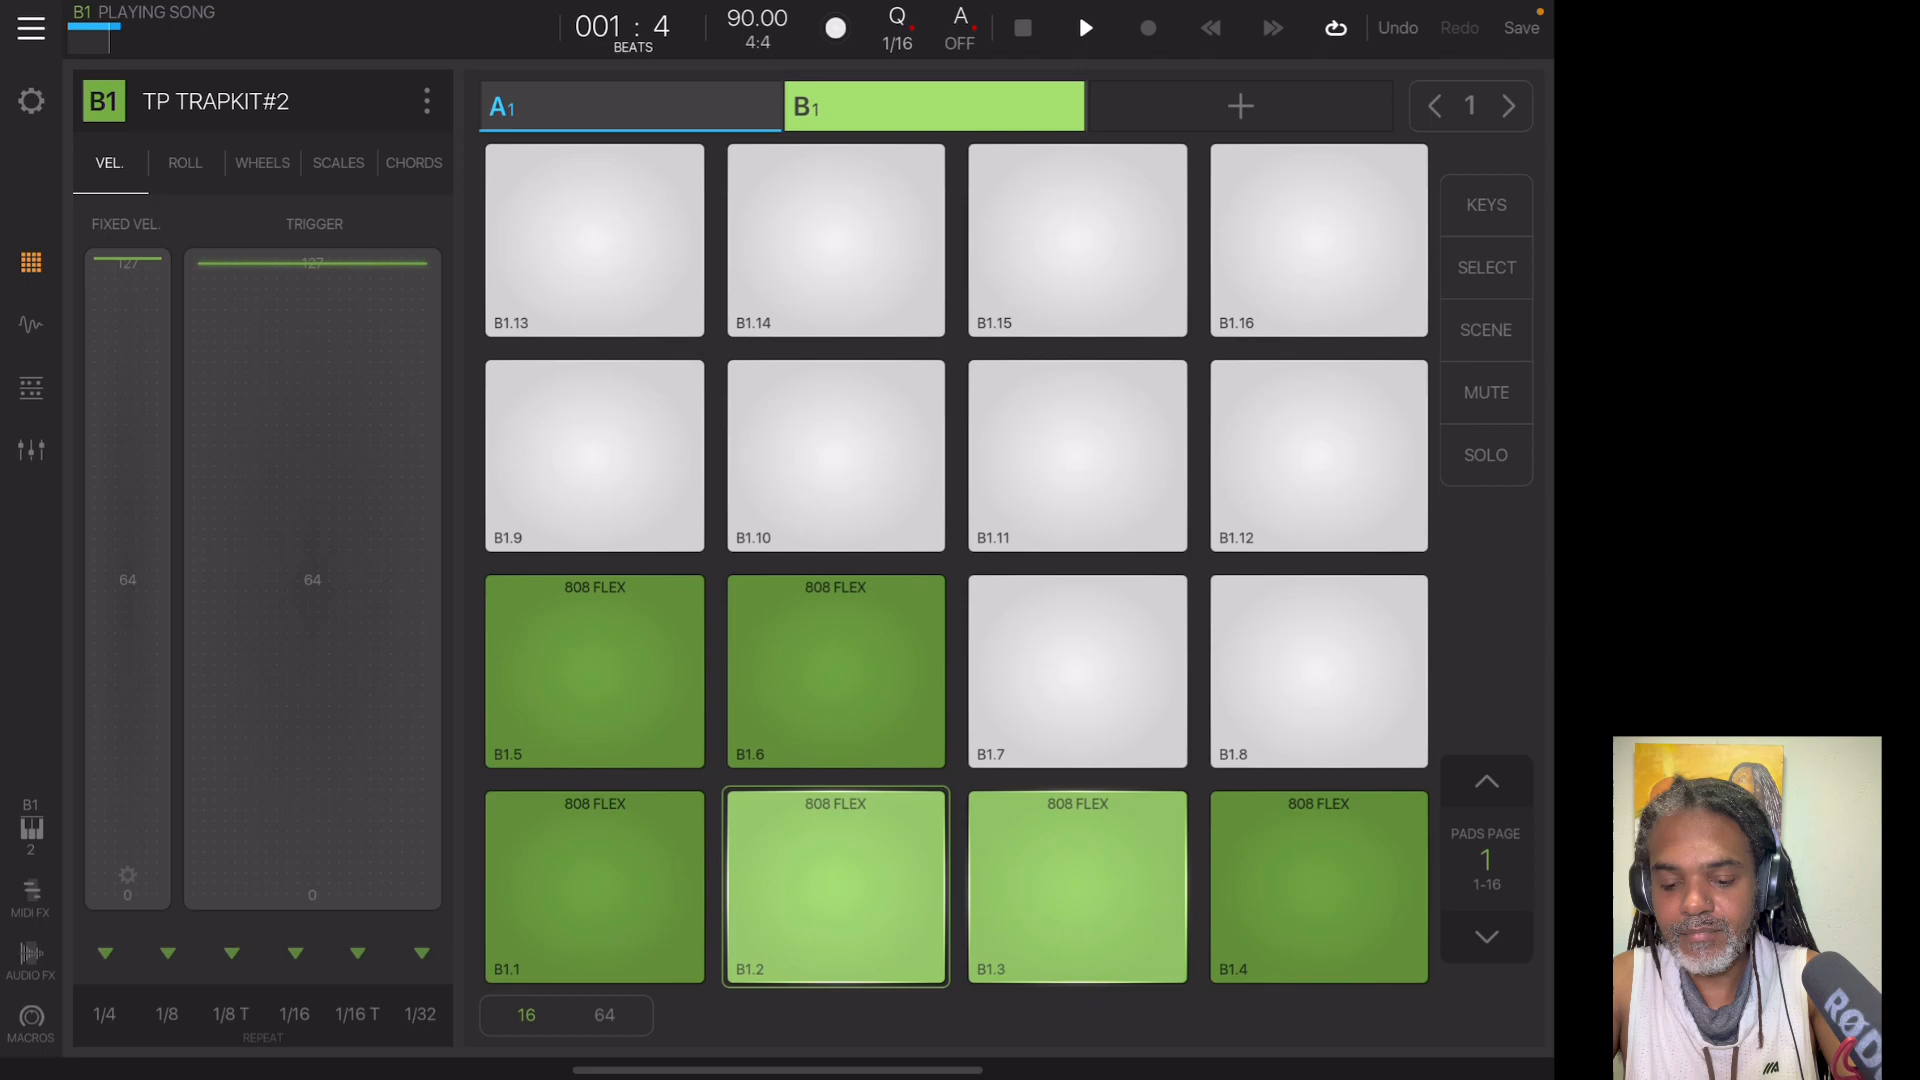 B1 PLAYING SONG
001 : 4
BEATS
90.00
4:4
Q
1/16
A
OFF
Undo
Redo
Save
B1
TP TRAPKIT#2
VEL.
ROLL
WHEELS
SCALES
CHORDS
FIXED VEL.
TRIGGER
127
127
64
64
0
0
1/4
1/8
1/8 T
1/16
1/16 T
1/32
REPEAT
A1
B1
1
B1.13
B1.14
B1.15
B1.16
B1.9
B1.10
B1.11
B1.12
808 FLEX
808 FLEX
B1.5
B1.6
B1.7
B1.8
808 FLEX
808 FLEX
808 FLEX
808 FLEX
B1.1
B1.2
B1.3
B1.4
16
64
KEYS
SELECT
SCENE
MUTE
SOLO
PADS PAGE
1
1-16
B1
2
MIDI FX
AUDIO FX
MACROS